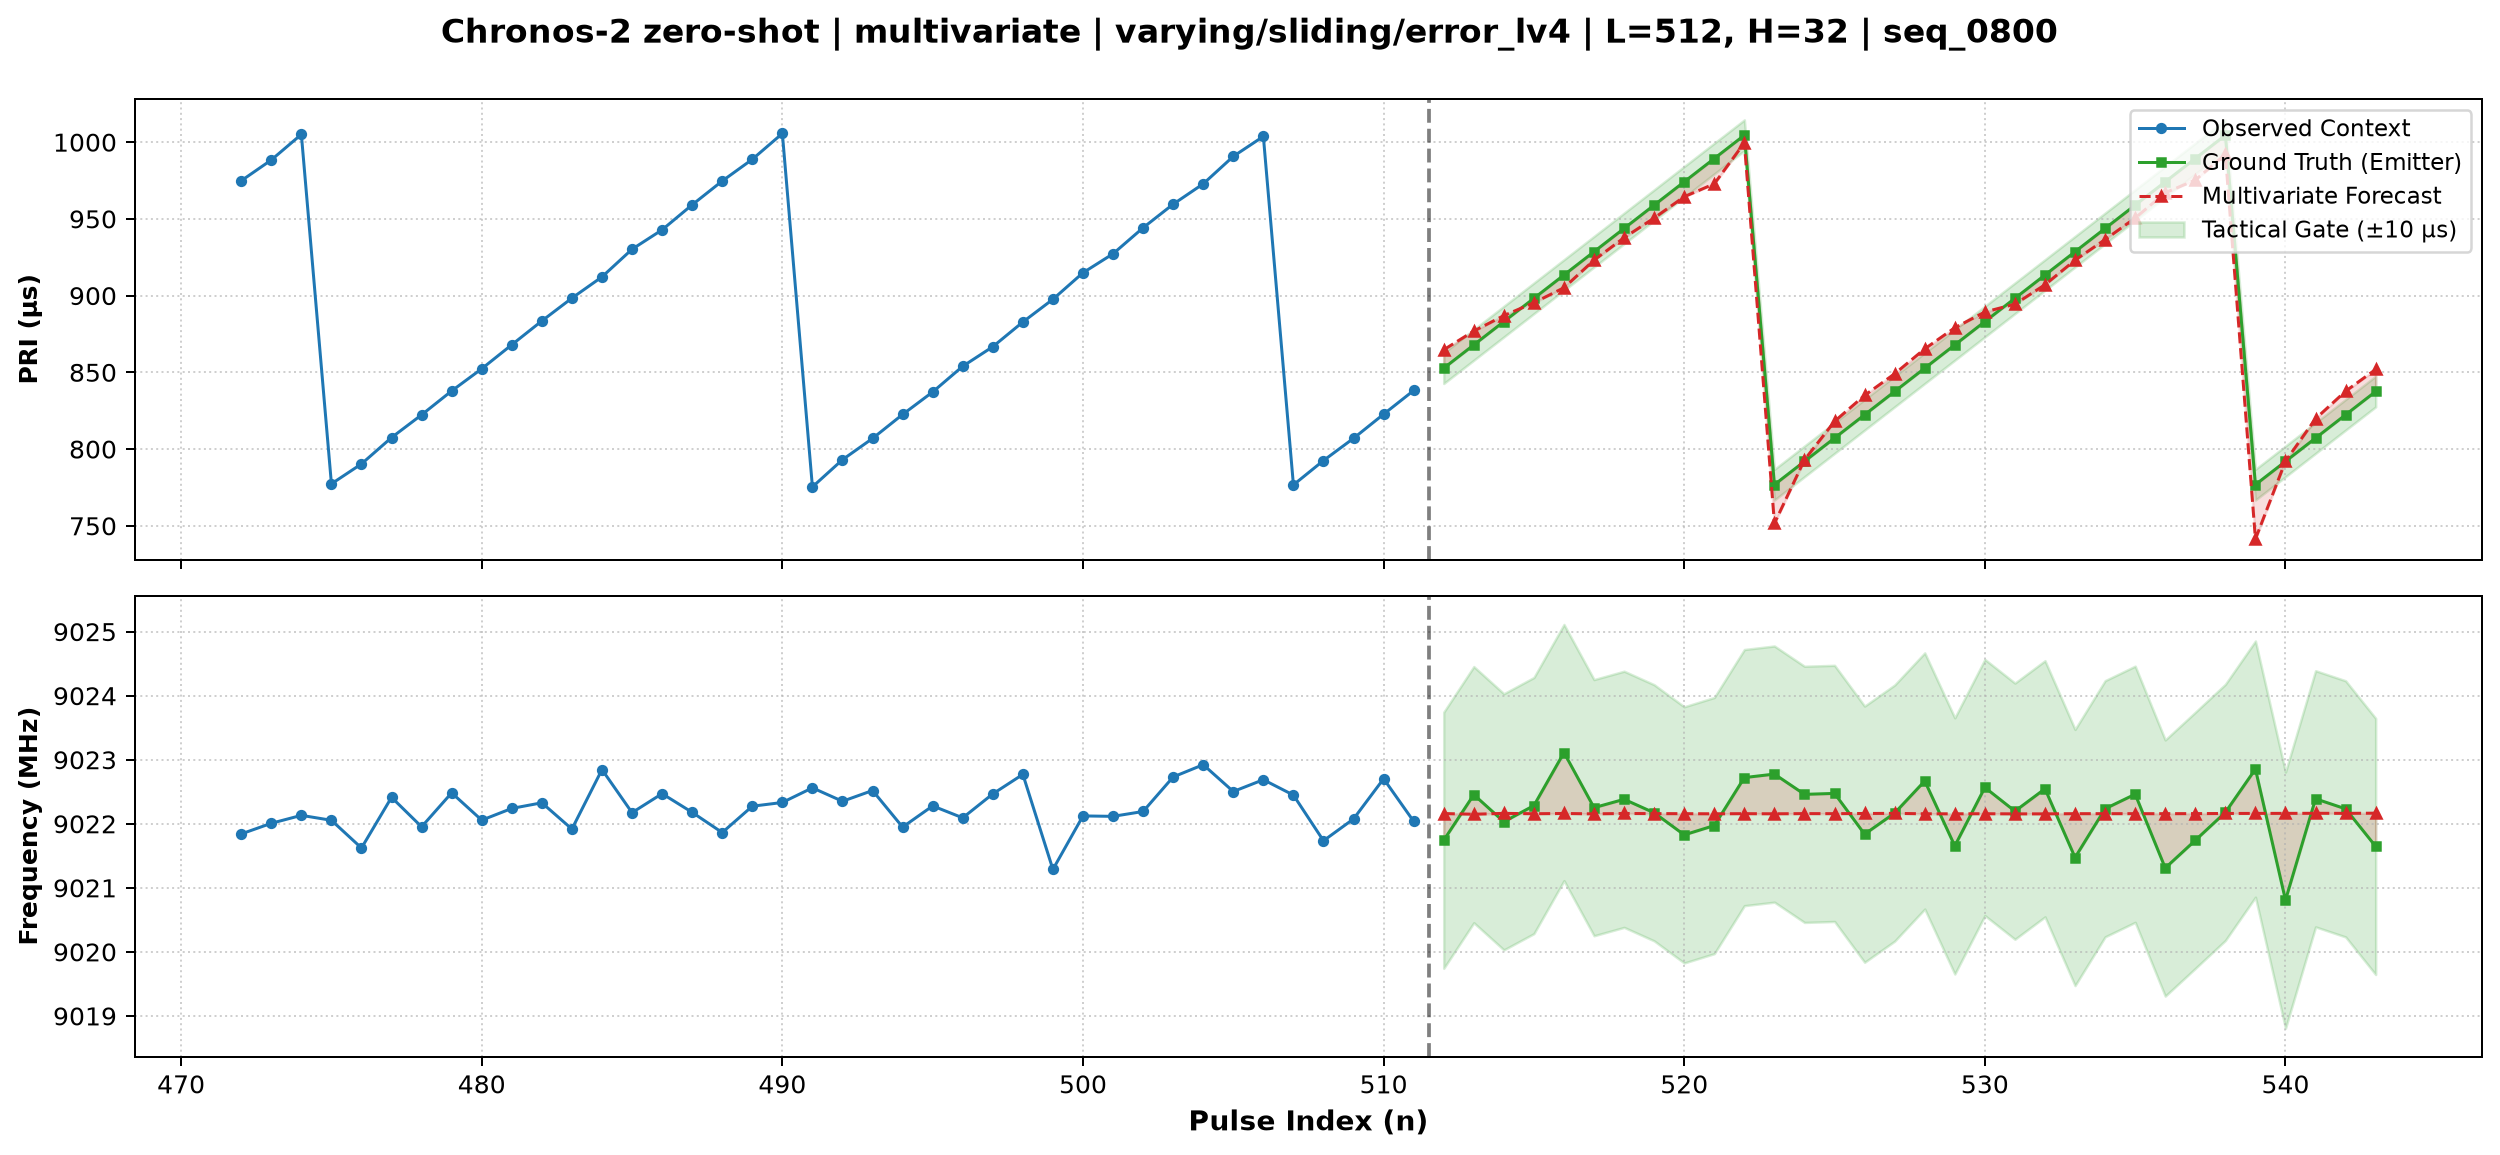 Chronos-2 zero-shot | multivariate | varying/sliding/error_lv4 | L=512, H=32 | seq_0800
PRI (µs)
1000
950
900
850
800
750
Observed Context
Ground Truth (Emitter)
Multivariate Forecast
Tactical Gate (±10 µs)
Frequency (MHz)
9025
9024
9023
9022
9021
9020
9019
470 480 490 500 510 520 530 540
Pulse Index (n)